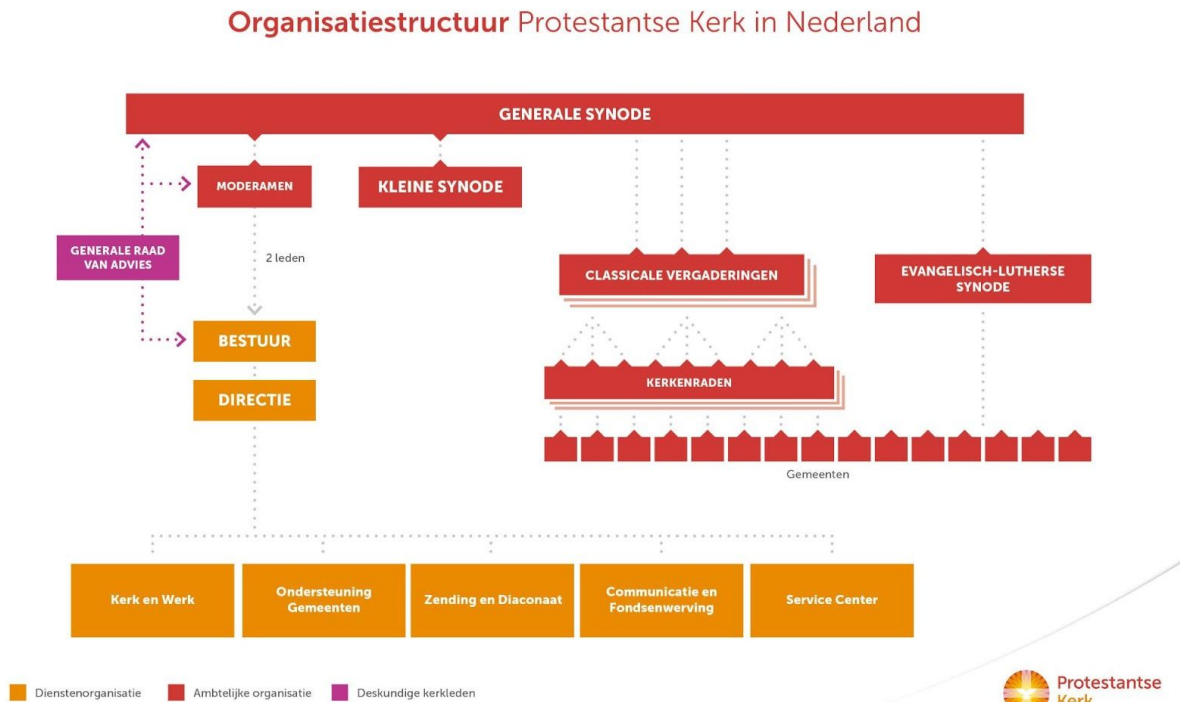 Organisatiestructuur Protestantse Kerk in Nederland
GENERALE SYNODE
MODERAMEN
KLEINE SYNODE
GENERALE RAAD
VAN ADVIES
2 leden
CLASSICALE VERGADERINGEN
EVANGELISCH-LUTHERSE
SYNODE
BESTUUR
DIRECTIE
KERKENRADEN
Gemeenten
Kerk en Werk
Ondersteuning
Gemeenten
Zending en Diaconaat
Communicatie en
Fondsenwerving
Service Center
Dienstenorganisatie
Ambtelijke organisatie
Deskundige kerkleden
Protestantse
Kerk